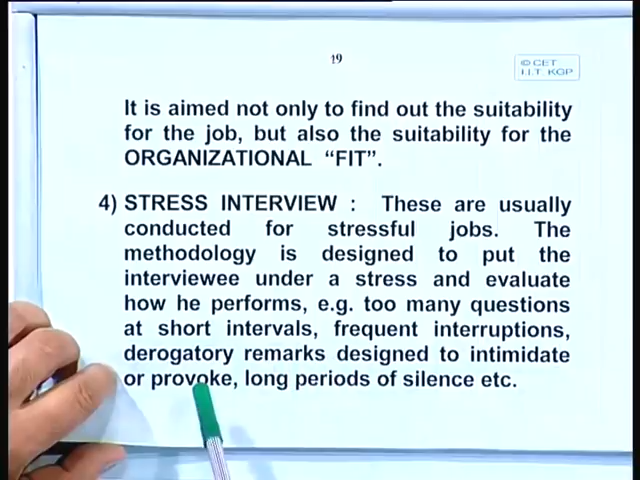 19
© CET
I.I.T. KGP
It is aimed not only to find out the suitability
for the job, but also the suitability for the
ORGANIZATIONAL “FIT”.
4) STRESS INTERVIEW : These are usually
conducted for stressful jobs. The
methodology is designed to put the
interviewee under a stress and evaluate
how he performs, e.g. too many questions
at short intervals, frequent interruptions,
derogatory remarks designed to intimidate
or provoke, long periods of silence etc.